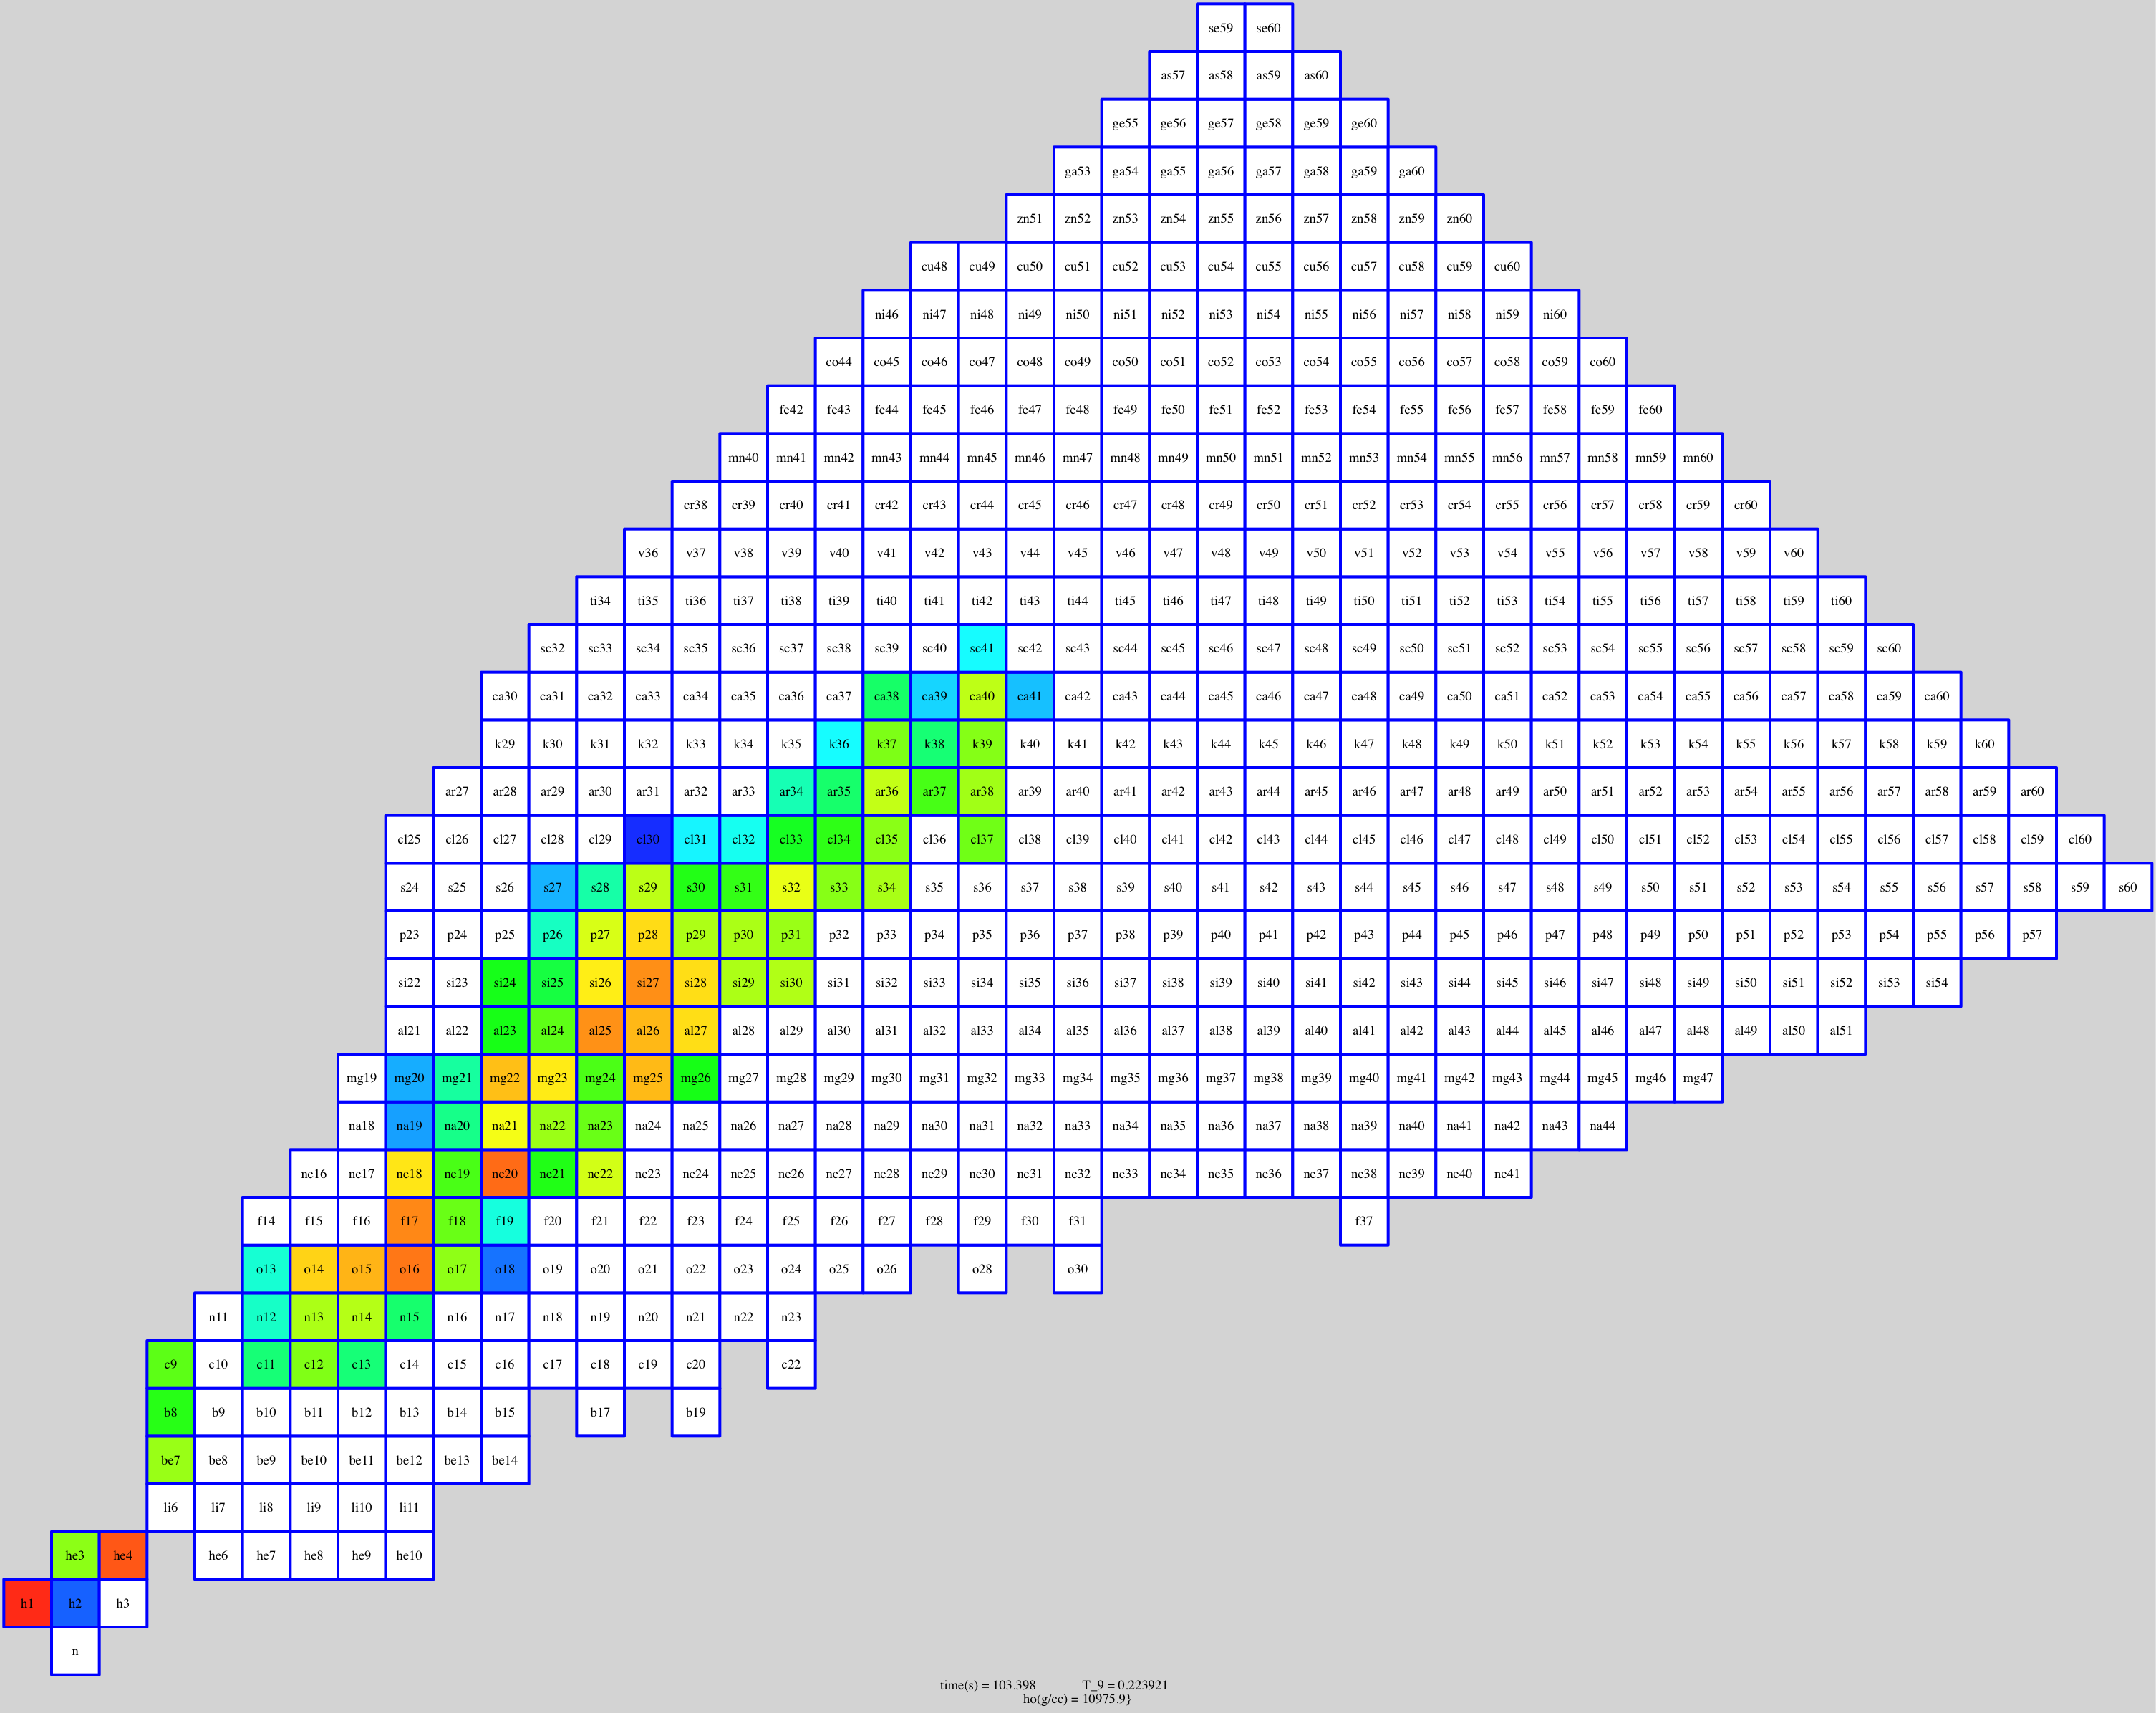 se59 se60
as57 as58 as59 as60
ge55 ge56 ge57 ge58 ge59 ge60
ga53 ga54 ga55 ga56 ga57 ga58 ga59 ga60
zn51 zn52 zn53 zn54 zn55 zn56 zn57 zn58 zn59 zn60
cu48 cu49 cu50 cu51 cu52 cu53 cu54 cu55 cu56 cu57 cu58 cu59 cu60
ni46 ni47 ni48 ni49 ni50 ni51 ni52 ni53 ni54 ni55 ni56 ni57 ni58 ni59 ni60
co44 co45 co46 co47 co48 co49 co50 co51 co52 co53 co54 co55 co56 co57 co58 co59 co60
fe42 fe43 fe44 fe45 fe46 fe47 fe48 fe49 fe50 fe51 fe52 fe53 fe54 fe55 fe56 fe57 fe58 fe59 fe60
mn40 mn41 mn42 mn43 mn44 mn45 mn46 mn47 mn48 mn49 mn50 mn51 mn52 mn53 mn54 mn55 mn56 mn57 mn58 mn59 mn60
cr38 cr39 cr40 cr41 cr42 cr43 cr44 cr45 cr46 cr47 cr48 cr49 cr50 cr51 cr52 cr53 cr54 cr55 cr56 cr57 cr58 cr59 cr60
v36 v37 v38 v39 v40 v41 v42 v43 v44 v45 v46 v47 v48 v49 v50 v51 v52 v53 v54 v55 v56 v57 v58 v59 v60
ti34 ti35 ti36 ti37 ti38 ti39 ti40 ti41 ti42 ti43 ti44 ti45 ti46 ti47 ti48 ti49 ti50 ti51 ti52 ti53 ti54 ti55 ti56 ti57 ti58 ti59 ti60
sc32 sc33 sc34 sc35 sc36 sc37 sc38 sc39 sc40 sc41 sc42 sc43 sc44 sc45 sc46 sc47 sc48 sc49 sc50 sc51 sc52 sc53 sc54 sc55 sc56 sc57 sc58 sc59 sc60
ca30 ca31 ca32 ca33 ca34 ca35 ca36 ca37 ca38 ca39 ca40 ca41 ca42 ca43 ca44 ca45 ca46 ca47 ca48 ca49 ca50 ca51 ca52 ca53 ca54 ca55 ca56 ca57 ca58 ca59 ca60
k29 k30 k31 k32 k33 k34 k35 k36 k37 k38 k39 k40 k41 k42 k43 k44 k45 k46 k47 k48 k49 k50 k51 k52 k53 k54 k55 k56 k57 k58 k59 k60
ar27 ar28 ar29 ar30 ar31 ar32 ar33 ar34 ar35 ar36 ar37 ar38 ar39 ar40 ar41 ar42 ar43 ar44 ar45 ar46 ar47 ar48 ar49 ar50 ar51 ar52 ar53 ar54 ar55 ar56 ar57 ar58 ar59 ar60
cl25 cl26 cl27 cl28 cl29 cl30 cl31 cl32 cl33 cl34 cl35 cl36 cl37 cl38 cl39 cl40 cl41 cl42 cl43 cl44 cl45 cl46 cl47 cl48 cl49 cl50 cl51 cl52 cl53 cl54 cl55 cl56 cl57 cl58 cl59 cl60
s24 s25 s26 s27 s28 s29 s30 s31 s32 s33 s34 s35 s36 s37 s38 s39 s40 s41 s42 s43 s44 s45 s46 s47 s48 s49 s50 s51 s52 s53 s54 s55 s56 s57 s58 s59 s60
p23 p24 p25 p26 p27 p28 p29 p30 p31 p32 p33 p34 p35 p36 p37 p38 p39 p40 p41 p42 p43 p44 p45 p46 p47 p48 p49 p50 p51 p52 p53 p54 p55 p56 p57
si22 si23 si24 si25 si26 si27 si28 si29 si30 si31 si32 si33 si34 si35 si36 si37 si38 si39 si40 si41 si42 si43 si44 si45 si46 si47 si48 si49 si50 si51 si52 si53 si54
al21 al22 al23 al24 al25 al26 al27 al28 al29 al30 al31 al32 al33 al34 al35 al36 al37 al38 al39 al40 al41 al42 al43 al44 al45 al46 al47 al48 al49 al50 al51
mg19 mg20 mg21 mg22 mg23 mg24 mg25 mg26 mg27 mg28 mg29 mg30 mg31 mg32 mg33 mg34 mg35 mg36 mg37 mg38 mg39 mg40 mg41 mg42 mg43 mg44 mg45 mg46 mg47
na18 na19 na20 na21 na22 na23 na24 na25 na26 na27 na28 na29 na30 na31 na32 na33 na34 na35 na36 na37 na38 na39 na40 na41 na42 na43 na44
ne16 ne17 ne18 ne19 ne20 ne21 ne22 ne23 ne24 ne25 ne26 ne27 ne28 ne29 ne30 ne31 ne32 ne33 ne34 ne35 ne36 ne37 ne38 ne39 ne40 ne41
f14 f15 f16 f17 f18 f19 f20 f21 f22 f23 f24 f25 f26 f27 f28 f29 f30 f31 f37
o13 o14 o15 o16 o17 o18 o19 o20 o21 o22 o23 o24 o25 o26 o28 o30
n11 n12 n13 n14 n15 n16 n17 n18 n19 n20 n21 n22 n23
c9 c10 c11 c12 c13 c14 c15 c16 c17 c18 c19 c20 c22
b8 b9 b10 b11 b12 b13 b14 b15 b17 b19
be7 be8 be9 be10 be11 be12 be13 be14
li6 li7 li8 li9 li10 li11
he3 he4 he6 he7 he8 he9 he10
h1 h2 h3
n
time(s) = 103.398 T_9 = 0.223921
ho(g/cc) = 10975.9}